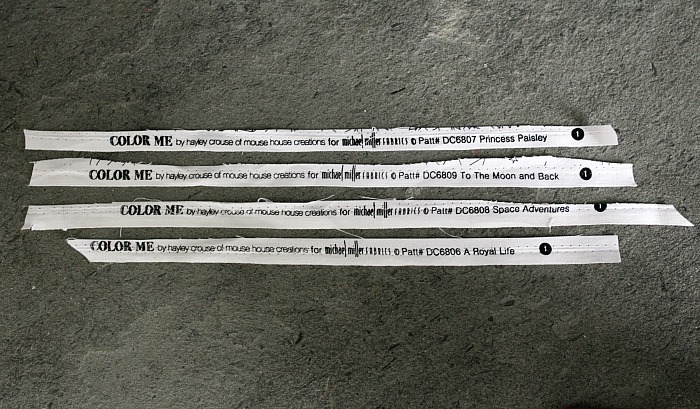 COLOR ME by hayley crouse of mouse house creations for michael miller FABRICS © Patt# DC6807 Princess Paisley 1
COLOR ME by hayley crouse of mouse house creations for michael miller FABRICS © Patt# DC6809 To The Moon and Back 1
COLOR ME by hayley crouse of mouse house creations for michael miller FABRICS © Patt# DC6808 Space Adventures 1
COLOR ME by hayley crouse of mouse house creations for michael miller FABRICS © Patt# DC6806 A Royal Life 1